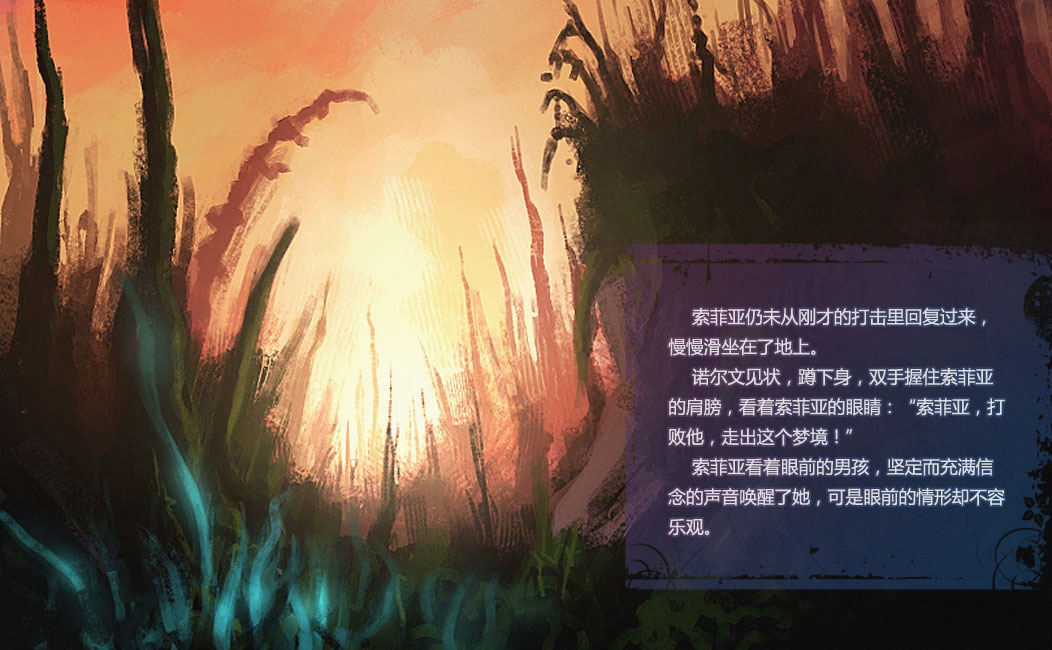 索菲亚仍未从刚才的打击里回复过来，
慢慢滑坐在了地上。
诺尔文见状，蹲下身，双手握住索菲亚
的肩膀，看着索菲亚的眼睛：“索菲亚，打
败他，走出这个梦境！”
索菲亚看着眼前的男孩，坚定而充满信
念的声音唤醒了她，可是眼前的情形却不容
乐观。